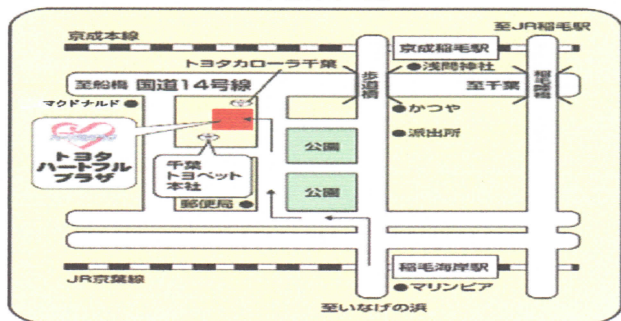 至JR稲毛駅
京成本線
京成稲毛駅
トヨタカローラ千葉
浅間神社
至船橋 国道14号線
歩道橋
至千葉
稲毛陸橋
マクドナルド
かつや
派出所
トヨタ
ハートフル
プラザ
千葉
トヨペット
本社
公園
公園
郵便局
JR京葉線
稲毛海岸駅
マリンピア
至いなげの浜